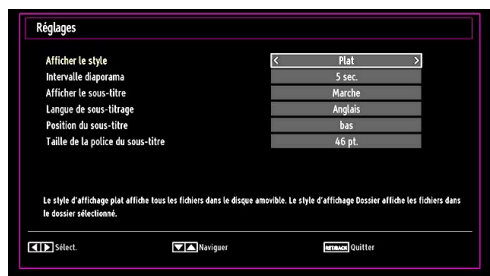 Réglages
Afficher le style < Plat >
Intervalle diaporama 5 sec.
Afficher le sous-titre Marche
Langue de sous-titrage Anglais
Position du sous-titre bas
Taille de la police du sous-titre 46 pt.
Le style d'affichage plat affiche tous les fichiers dans le disque amovible. Le style d'affichage Dossier affiche les fichiers dans
le dossier sélectionné.
Sélect. Naviguer RET/BACK Quitter